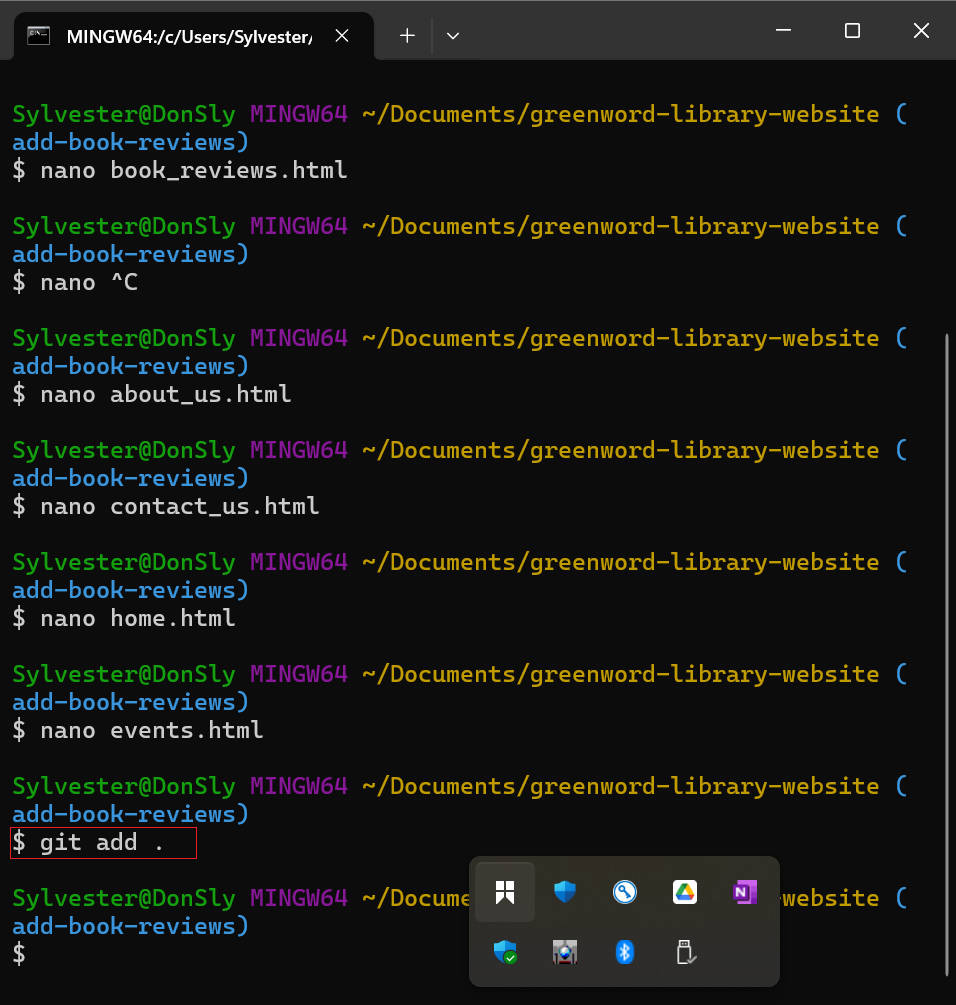 MINGW64:/c/Users/Sylvester/
Sylvester@DonSly MINGW64 ~/Documents/greenword-library-website (
add-book-reviews)
$ nano book_reviews.html
Sylvester@DonSly MINGW64 ~/Documents/greenword-library-website (
add-book-reviews)
$ nano ^C
Sylvester@DonSly MINGW64 ~/Documents/greenword-library-website (
add-book-reviews)
$ nano about_us.html
Sylvester@DonSly MINGW64 ~/Documents/greenword-library-website (
add-book-reviews)
$ nano contact_us.html
Sylvester@DonSly MINGW64 ~/Documents/greenword-library-website (
add-book-reviews)
$ nano home.html
Sylvester@DonSly MINGW64 ~/Documents/greenword-library-website (
add-book-reviews)
$ nano events.html
Sylvester@DonSly MINGW64 ~/Documents/greenword-library-website (
add-book-reviews)
$ git add .
Sylvester@DonSly MINGW64 ~/Docume website (
add-book-reviews)
$